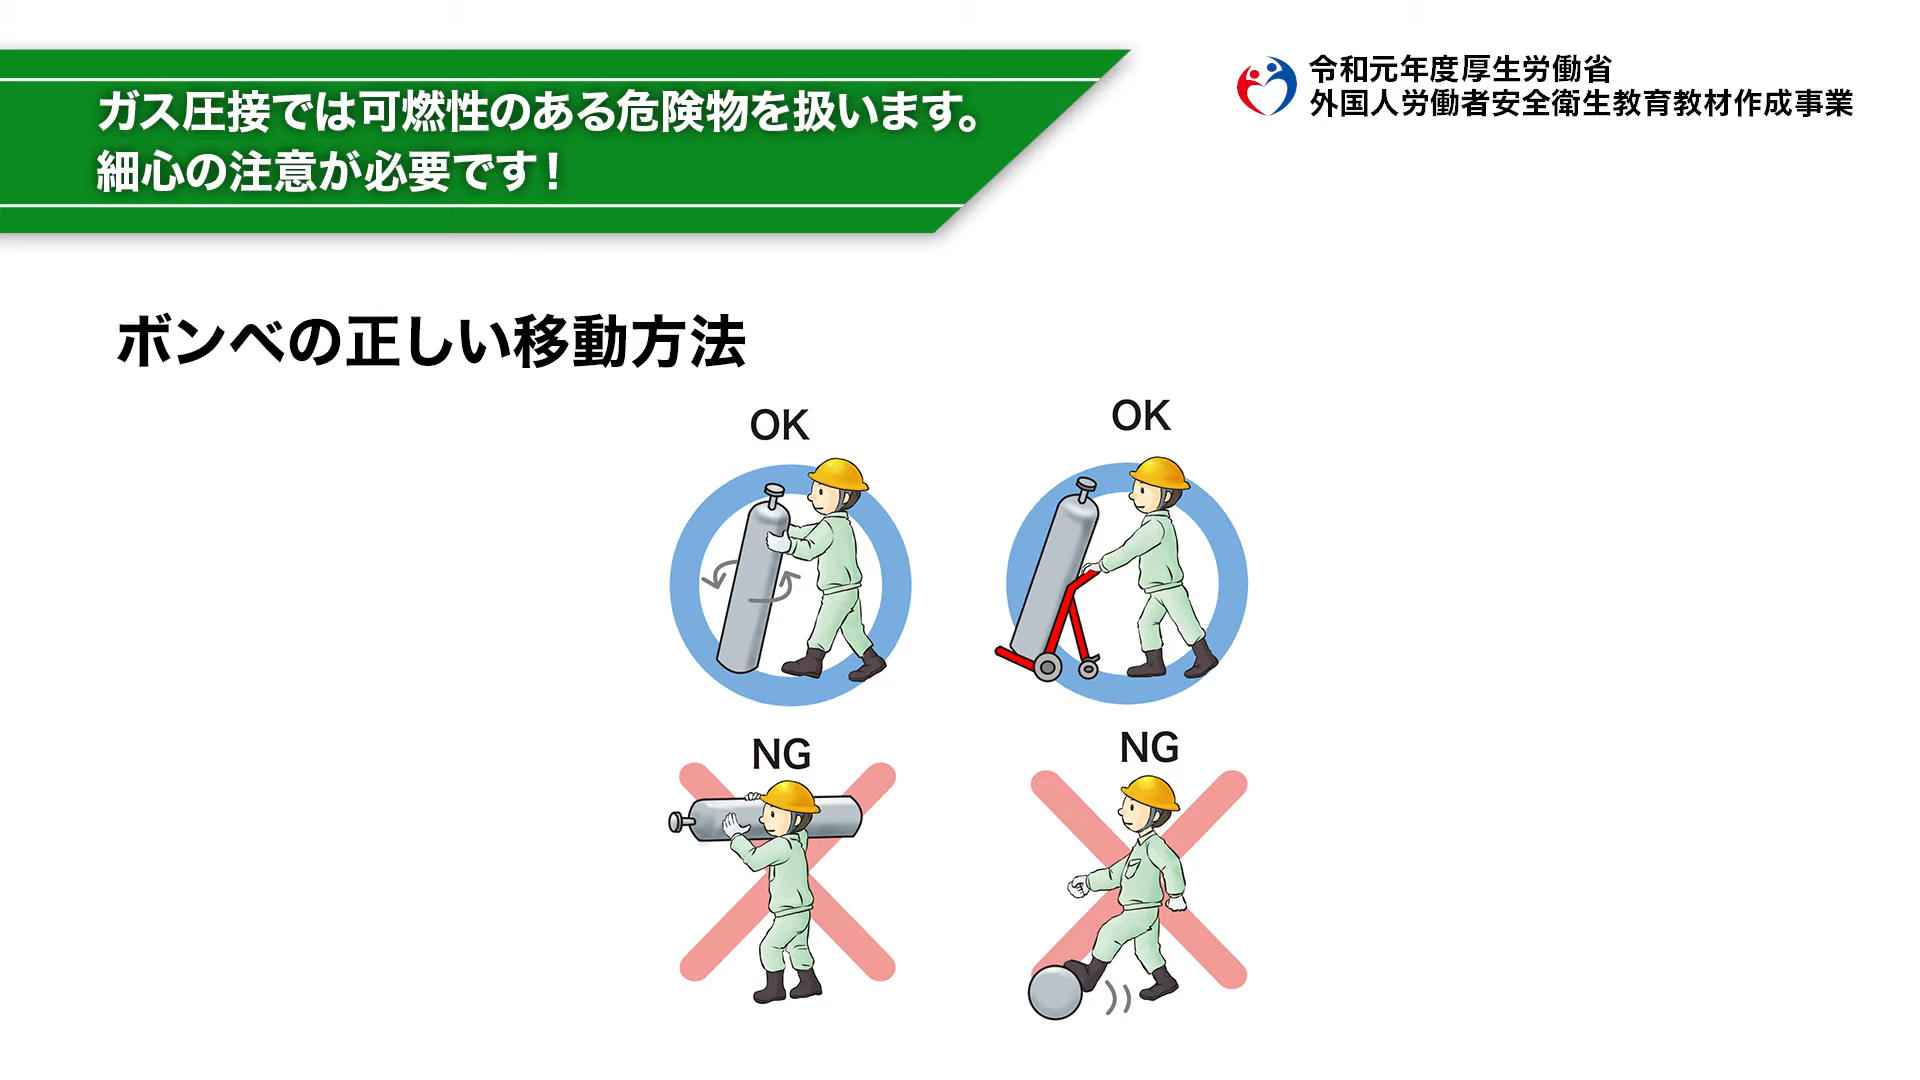 ガス圧接では可燃性のある危険物を扱います。
細心の注意が必要です！
令和元年度厚生労働省
外国人労働者安全衛生教育教材作成事業
ボンベの正しい移動方法
OK
OK
NG
NG